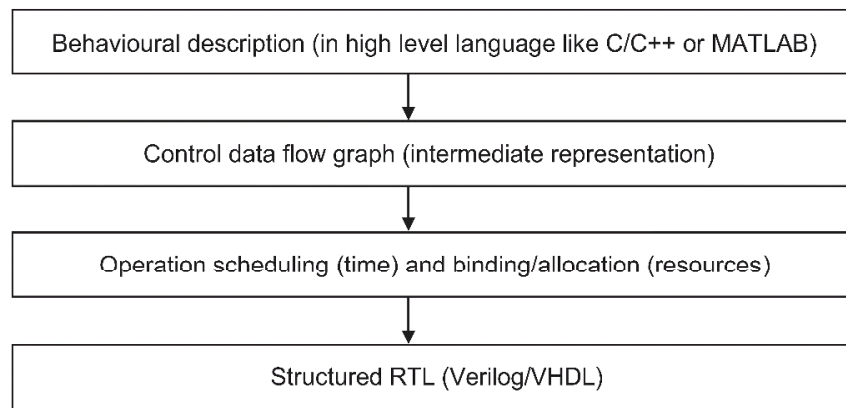 Behavioural description (in high level language like C/C++ or MATLAB)
Control data flow graph (intermediate representation)
Operation scheduling (time) and binding/allocation (resources)
Structured RTL (Verilog/VHDL)